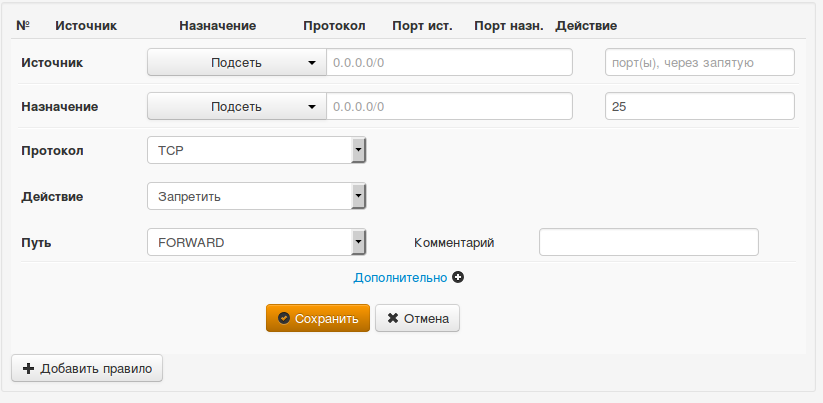 № Источник Назначение Протокол Порт ист. Порт назн. Действие
Источник Подсеть 0.0.0.0/0 порт(ы), через запятую
Назначение Подсеть 0.0.0.0/0 25
Протокол TCP
Действие Запретить
Путь FORWARD Комментарий
Дополнительно
Сохранить Отмена
Добавить правило